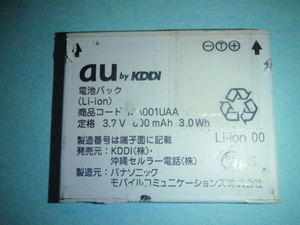 au by KDDI
電池パック
(Li-ion)
商品コード 001UAA
定格 3.7V 800mAh 3.0Wh
製造番号は端子面に記載
Li-ion 00
発売元:KDDI(株)・
沖縄セルラー電話(株)
製造元:パナソニック
モバイルコミュニケーションズ株式会社